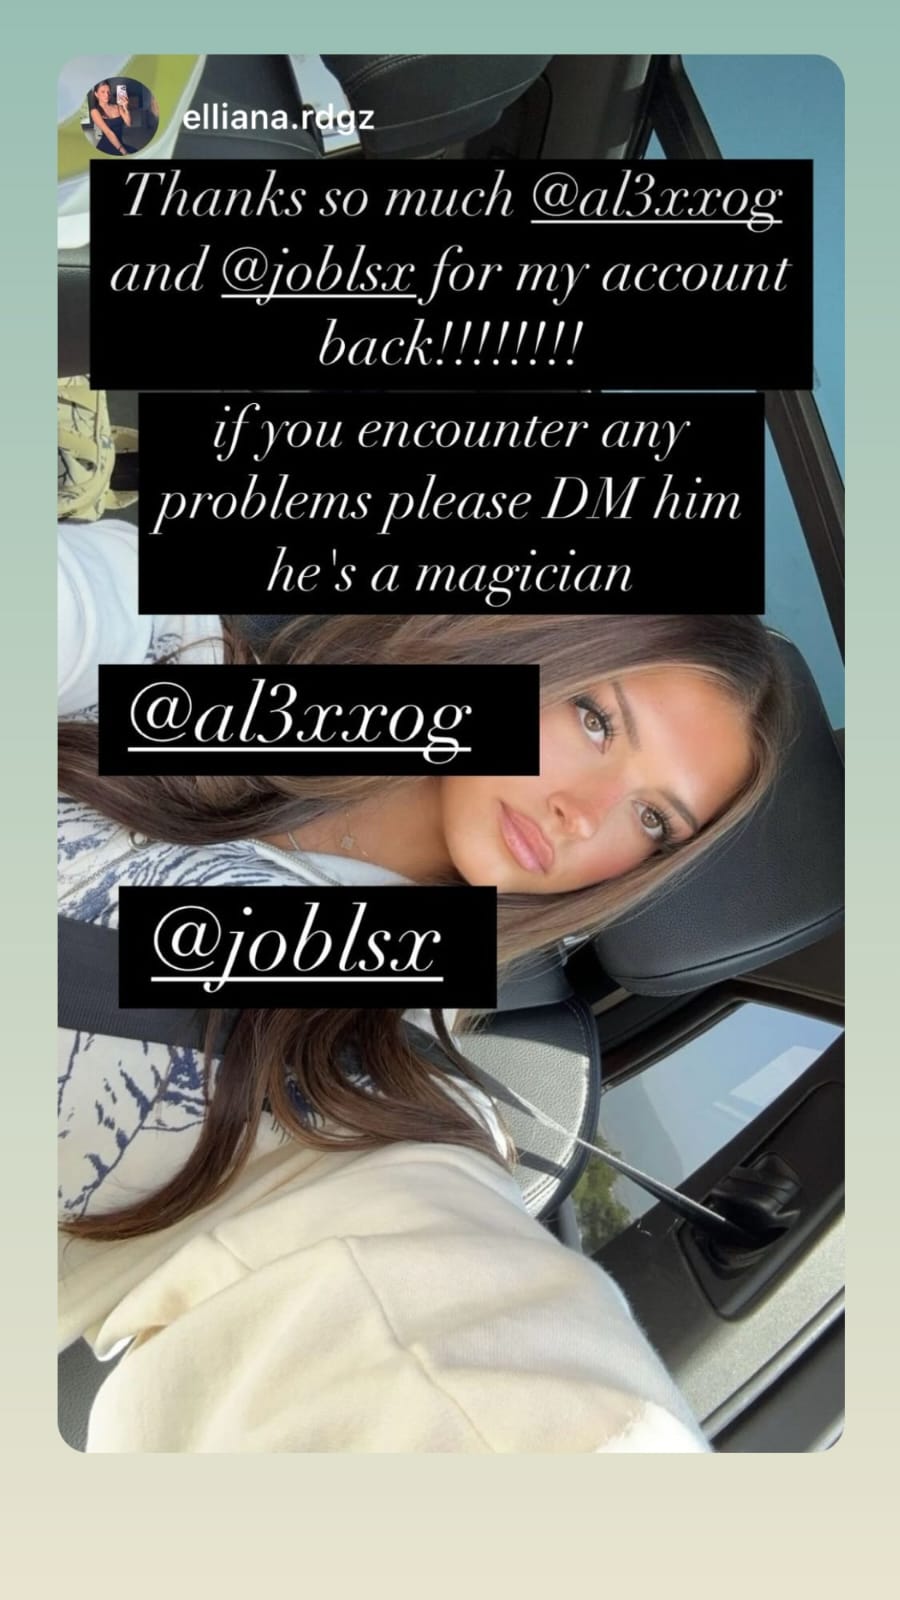 elliana.rdgz
Thanks so much @al3xxog
and @joblsx for my account
back!!!!!!!!
if you encounter any
problems please DM him
he's a magician
@al3xxog
@joblsx